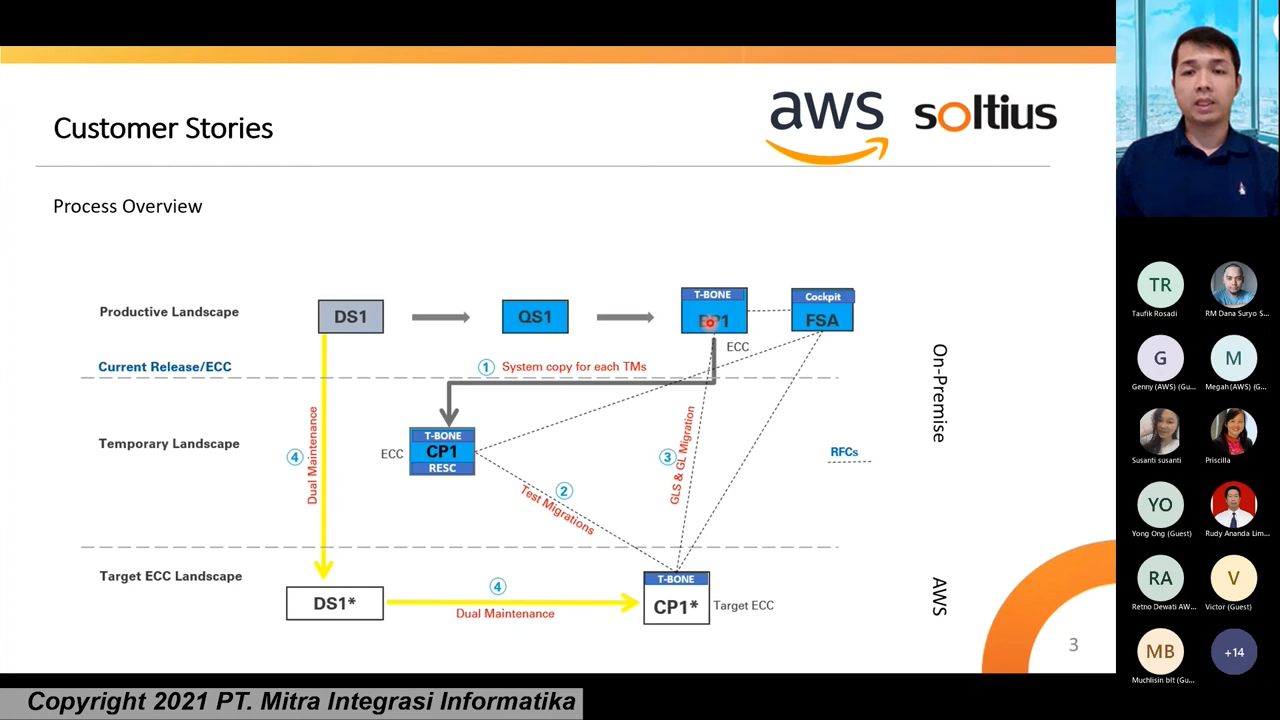 aws soltius
Customer Stories
Process Overview
Productive Landscape
DS1
QS1
T-BONE
Cockpit
FSA
ECC
Current Release/ECC
1 System copy for each TMs
On-Premise
Temporary Landscape
4 Dual Maintenance
ECC
T-BONE
CP1
RESC
2
Test Migrations
3 GLS & GL Migration
RFCs
Target ECC Landscape
DS1*
4
Dual Maintenance
T-BONE
CP1*
Target ECC
AWS
3
Copyright 2021 PT. Mitra Integrasi Informatika
TR
Taufik Rosadi
RM Dana Suryo S...
G
Genny (AWS) (Gu...
M
Megah (AWS) (G...
Susanti susanti
Priscilla
YO
Yong Ong (Guest)
Rudy Ananda Lim...
RA
Retno Dewati AW...
V
Victor (Guest)
MB
Muchlisin blt (Gu...
+14